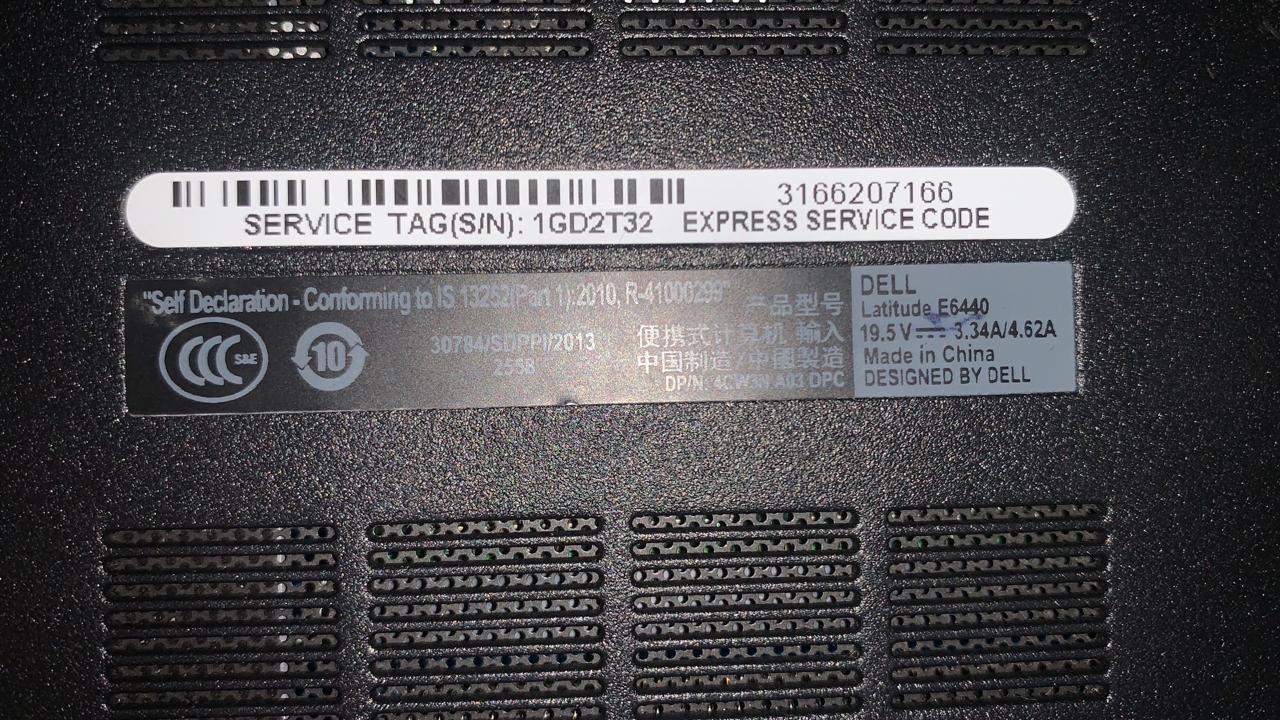 3166207166
SERVICE TAG(S/N): 1GD2T32 EXPRESS SERVICE CODE
"Self Declaration - Conforming to IS 13252(Part 1):2010, R-41000299"
产品型号
DELL
Latitude E6440
便携式计算机 輸入
19.5V⎓3.34A/4.62A
30784/SDPPI/2013
2558
中国制造/中國製造
Made in China
DP/N: 4CW3N A03 DPC
DESIGNED BY DELL
CCC S&E
10